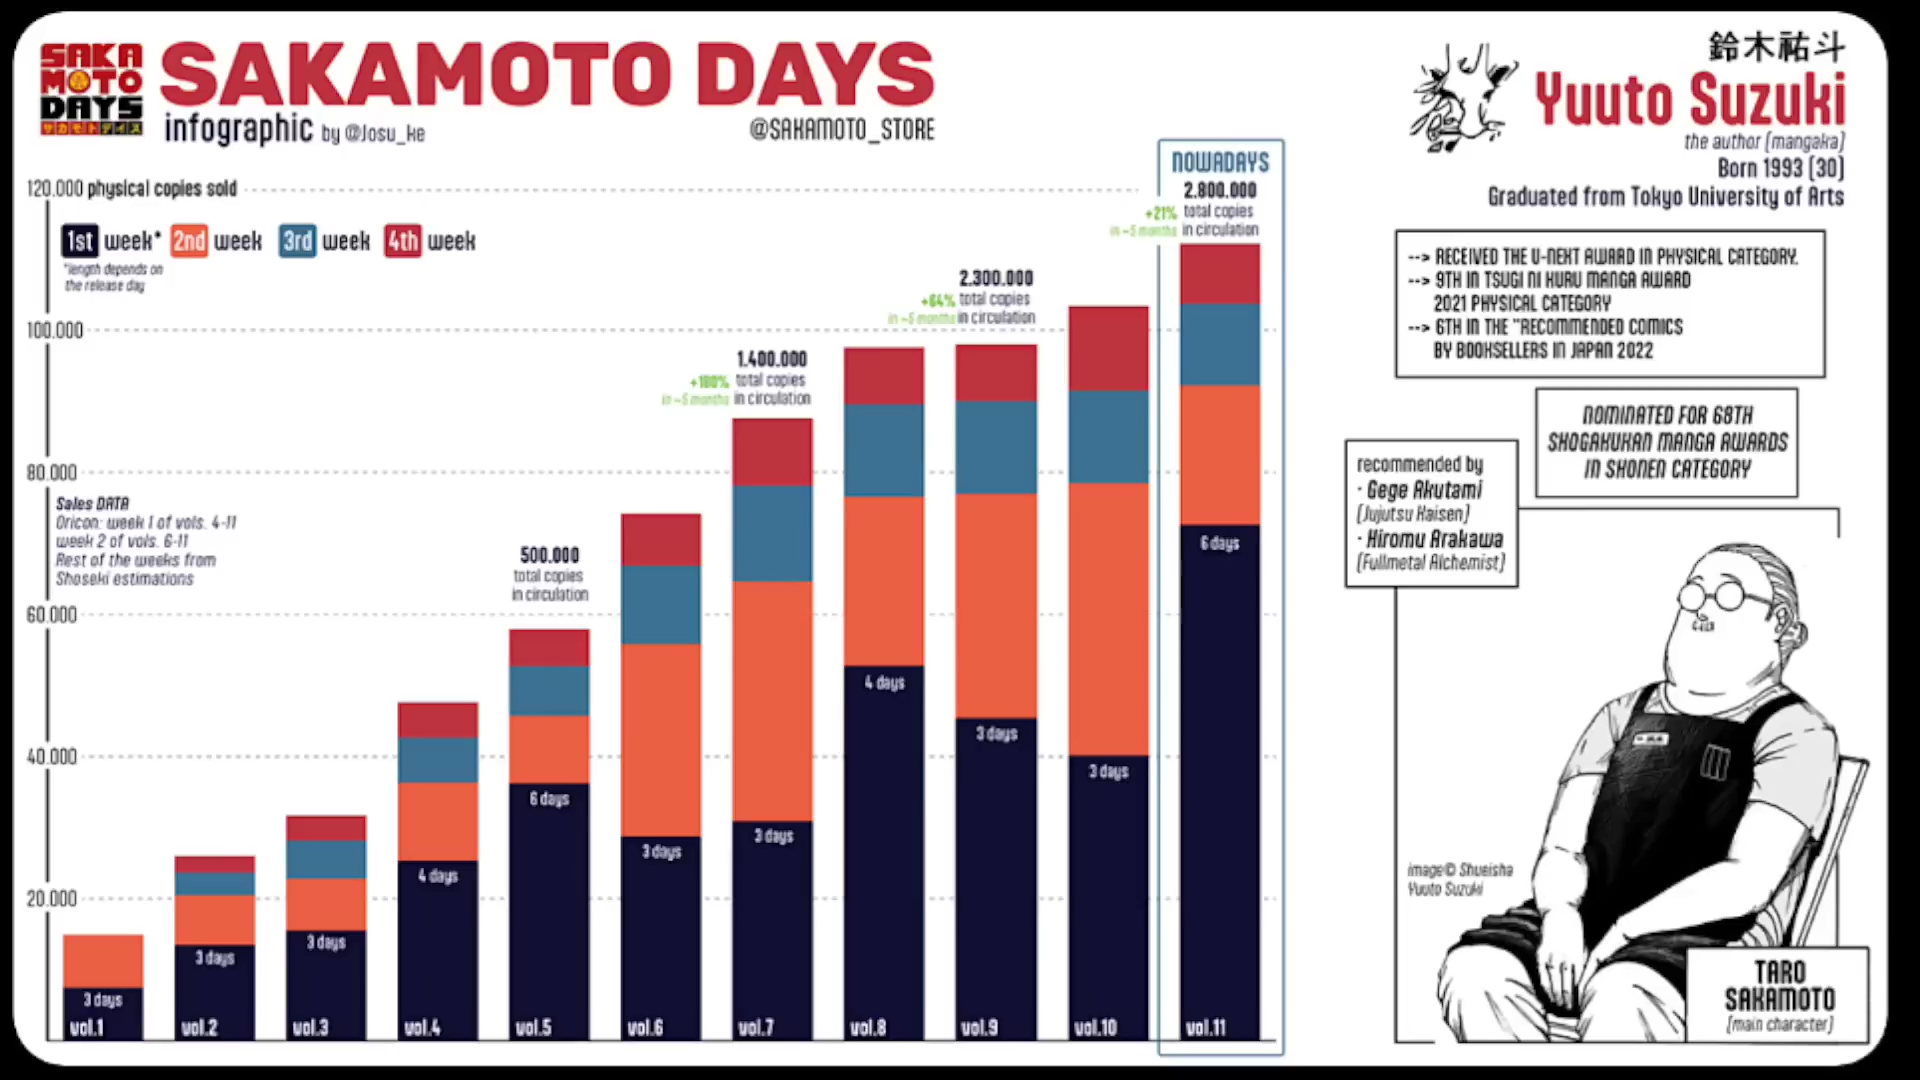 SAKA
MOTO
DAYS
サカモトデイズ
SAKAMOTO DAYS
infographic by @Josu_ke
@SAKAMOTO_STORE
鈴木祐斗
Yuuto Suzuki
the author (mangaka)
Born 1993 (30)
Graduated from Tokyo University of Arts
120.000 physical copies sold
1st week* 2nd week 3rd week 4th week
*length depends on
the release day
100.000
80.000
Sales DATA
Oricon: week 1 of vols. 4-11
week 2 of vols. 6-11
Rest of the weeks from
Shoseki estimations
60.000
40.000
20.000
500.000
total copies
in circulation
1.400.000
+180% total copies
in ~5 months in circulation
2.300.000
+64% total copies
in ~5 months in circulation
NOWADAYS
2.800.000
+21% total copies
in ~5 months in circulation
3 days
3 days
3 days
4 days
6 days
3 days
3 days
4 days
3 days
3 days
6 days
vol.1
vol.2
vol.3
vol.4
vol.5
vol.6
vol.7
vol.8
vol.9
vol.10
vol.11
--> RECEIVED THE U-NEXT AWARD IN PHYSICAL CATEGORY.
--> 9TH IN TSUGI NI KURU MANGA AWARD
2021 PHYSICAL CATEGORY
--> 6TH IN THE "RECOMMENDED COMICS
BY BOOKSELLERS IN JAPAN 2022
NOMINATED FOR 68TH
SHOGAKUKAN MANGA AWARDS
IN SHONEN CATEGORY
recommended by
· Gege Akutami
(Jujutsu Kaisen)
· Hiromu Arakawa
(Fullmetal Alchemist)
image© Shueisha
Yuuto Suzuki
TARO
SAKAMOTO
(main character)